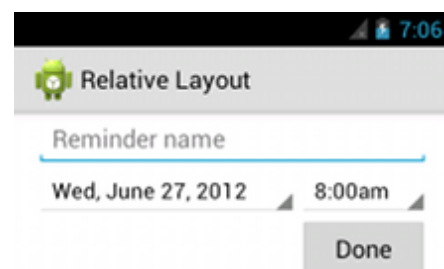 7:06
Relative Layout
Reminder name
Wed, June 27, 2012 8:00am
Done